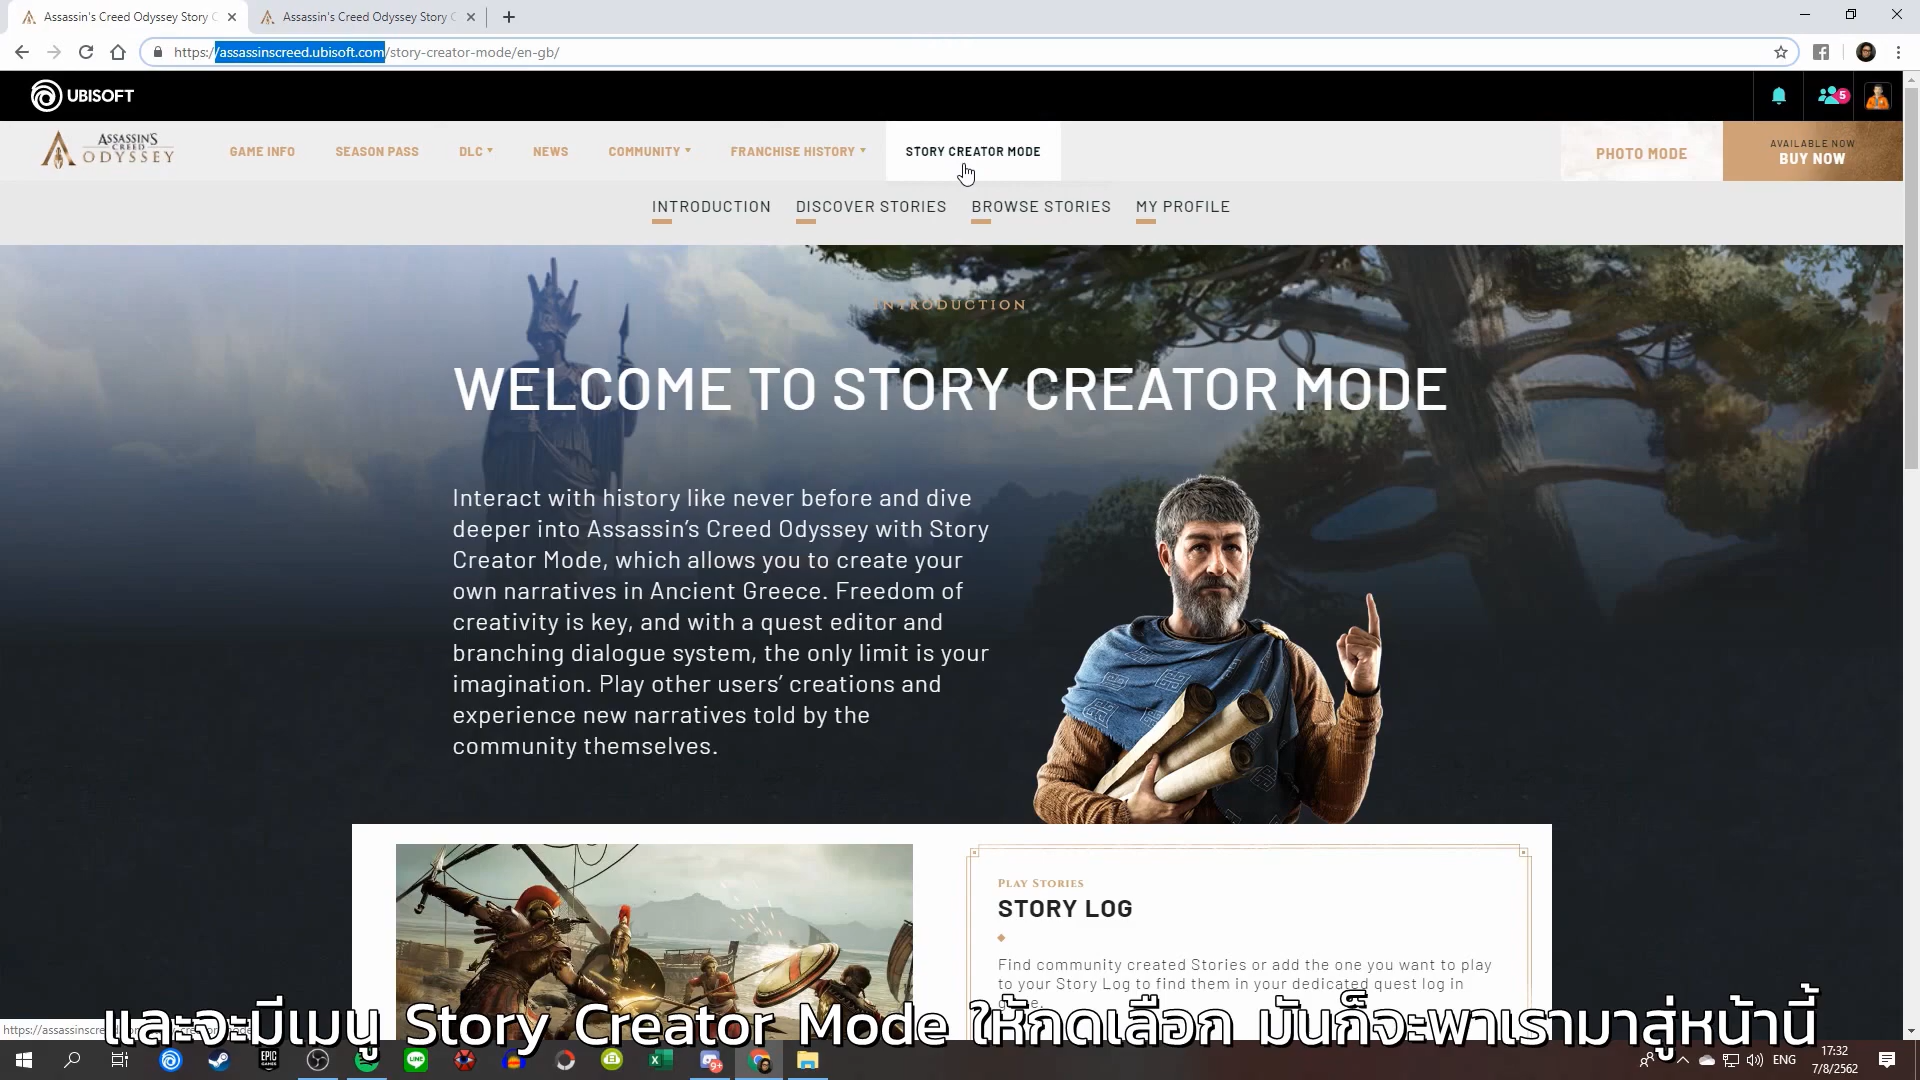 Assassin's Creed Odyssey Story C
Assassin's Creed Odyssey Story C
https://assassinscreed.ubisoft.com/story-creator-mode/en-gb/
UBISOFT
5
ASSASSIN'S
CREED
ODYSSEY
GAME INFO
SEASON PASS
DLC
NEWS
COMMUNITY
FRANCHISE HISTORY
STORY CREATOR MODE
PHOTO MODE
AVAILABLE NOW
BUY NOW
INTRODUCTION
DISCOVER STORIES
BROWSE STORIES
MY PROFILE
INTRODUCTION
WELCOME TO STORY CREATOR MODE
Interact with history like never before and dive
deeper into Assassin’s Creed Odyssey with Story
Creator Mode, which allows you to create your
own narratives in Ancient Greece. Freedom of
creativity is key, and with a quest editor and
branching dialogue system, the only limit is your
imagination. Play other users’ creations and
experience new narratives told by the
community themselves.
PLAY STORIES
STORY LOG
Find community created Stories or add the one you want to play
to your Story Log to find them in your dedicated quest log in
และจะมีเมนู Story Creator Mode ให้กดเลือก มันก็จะพาเรามาสู่หน้านี้
EPIC
GAMES
LINE
9+
ENG
17:32
7/8/2562